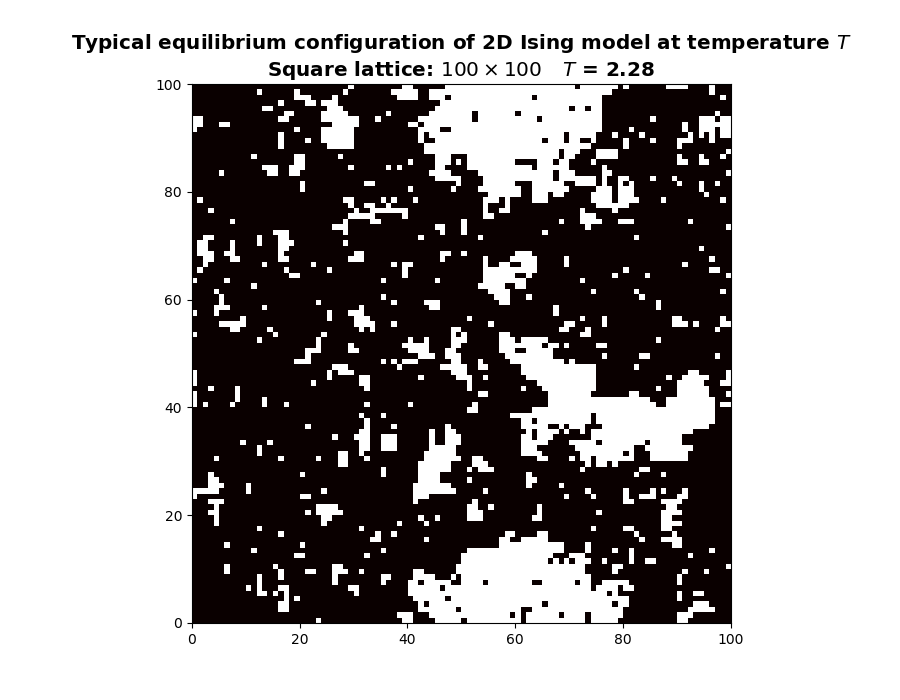 Typical equilibrium configuration of 2D Ising model at temperature T
Square lattice: 100 × 100 T = 2.28
100
80
60
40
20
0
0 20 40 60 80 100